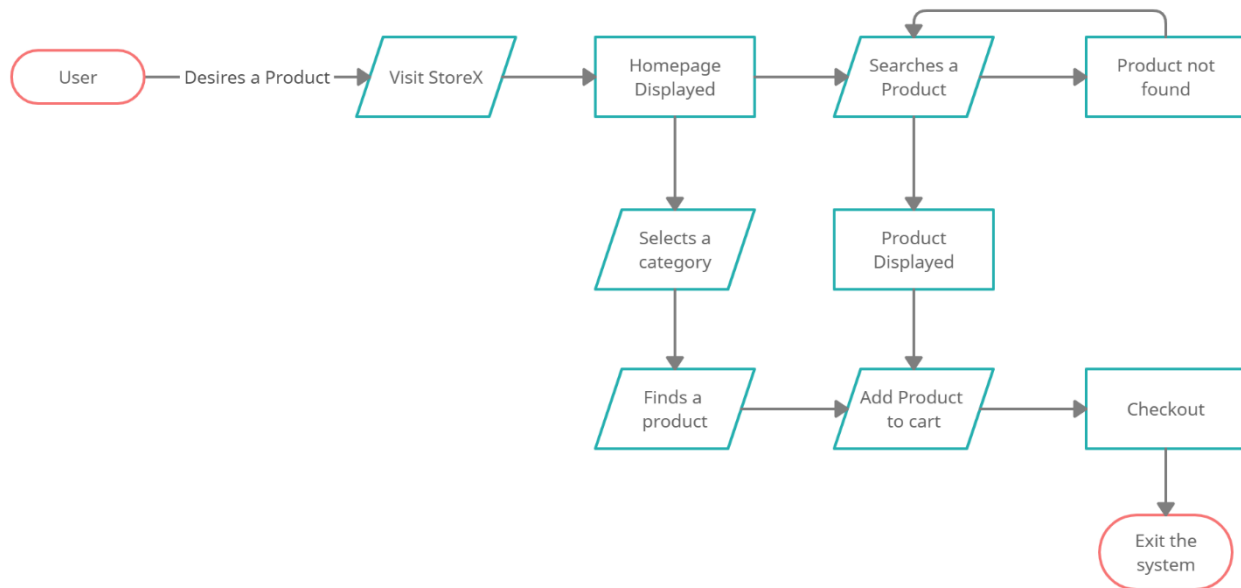 User
Desires a Product
Visit StoreX
Homepage
Displayed
Searches a
Product
Product not
found
Selects a
category
Product
Displayed
Finds a
product
Add Product
to cart
Checkout
Exit the
system